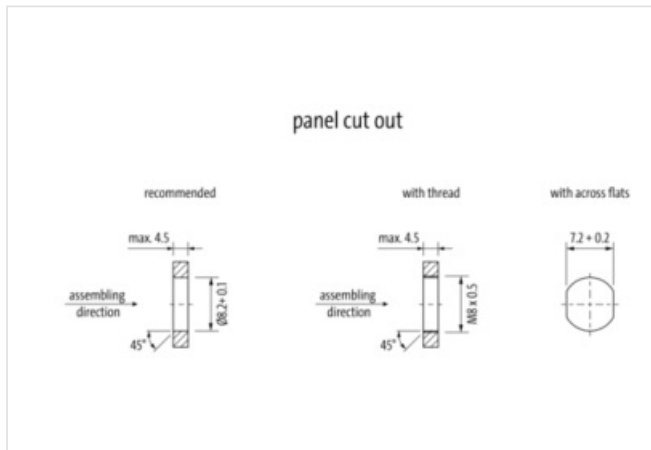 panel cut out
recommended
with thread
with across flats
max. 4.5
max. 4.5
7.2 + 0.2
assembling
direction
Ø8.2+ 0.1
assembling
direction
M8 x 0.5
45°
45°